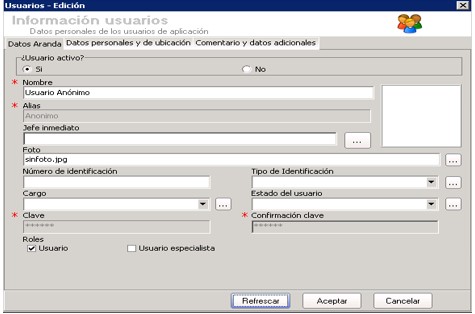 Usuarios - Edición
Información usuarios
Datos personales de los usuarios de aplicación
Datos Aranda Datos personales y de ubicación Comentario y datos adicionales
¿Usuario activo?
Si No
* Nombre
Usuario Anónimo
* Alias
Anonimo
Jefe inmediato
...
Foto
sinfoto.jpg ...
Número de identificación Tipo de Identificación
...
Cargo Estado del usuario
... ...
* Clave * Confirmación clave
****** ******
Roles
Usuario Usuario especialista
Refrescar Aceptar Cancelar